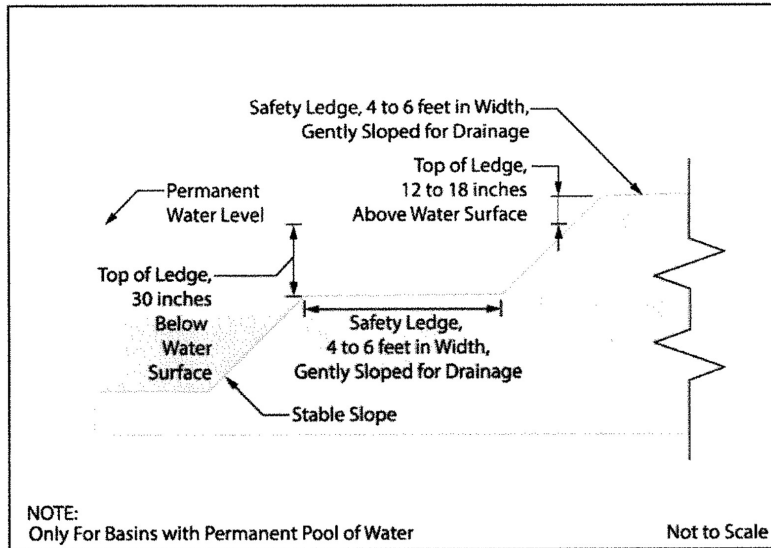 Safety Ledge, 4 to 6 feet in Width,
Gently Sloped for Drainage
Top of Ledge,
12 to 18 inches
Above Water Surface
Permanent
Water Level
Top of Ledge,
30 inches
Below
Water
Surface
Safety Ledge,
4 to 6 feet in Width,
Gently Sloped for Drainage
Stable Slope
NOTE:
Only For Basins with Permanent Pool of Water
Not to Scale